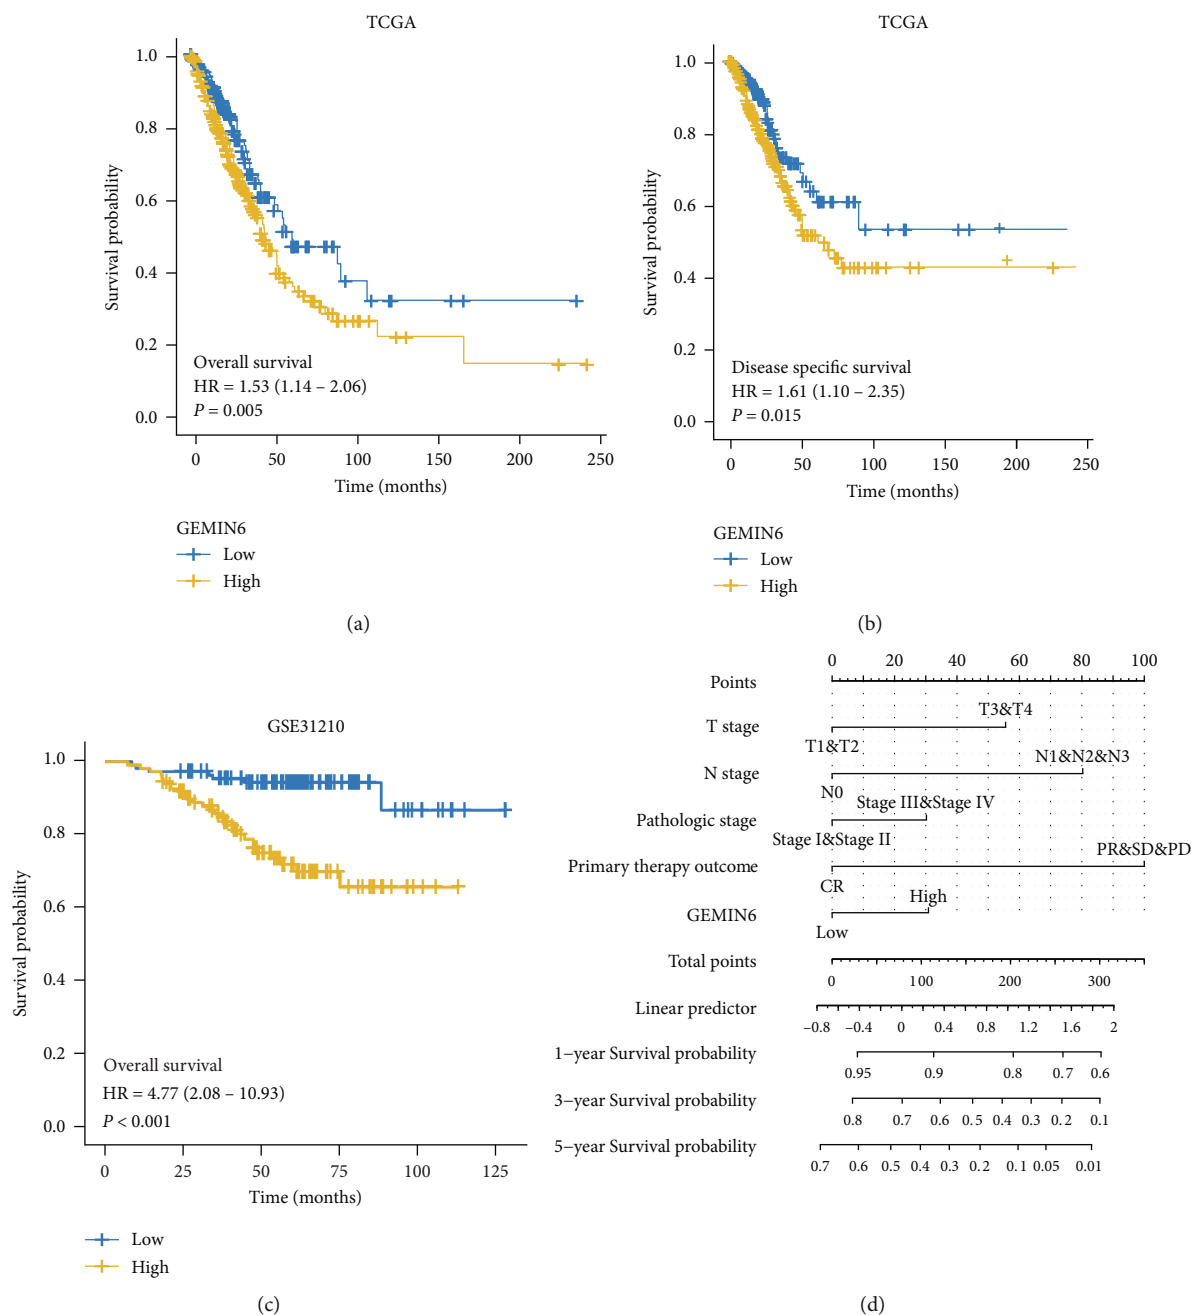 TCGA
1.0
0.8
0.6
0.4
0.2
0.0
Survival probability
Overall survival
HR = 1.53 (1.14 – 2.06)
P = 0.005
0 50 100 150 200 250
Time (months)
GEMIN6
Low
High
(a)
TCGA
1.0
0.8
0.6
0.4
0.2
0.0
Survival probability
Disease specific survival
HR = 1.61 (1.10 – 2.35)
P = 0.015
0 50 100 150 200 250
Time (months)
GEMIN6
Low
High
(b)
GSE31210
1.0
0.8
0.6
0.4
0.2
0.0
Survival probability
Overall survival
HR = 4.77 (2.08 – 10.93)
P < 0.001
0 25 50 75 100 125
Time (months)
Low
High
(c)
0 20 40 60 80 100
Points
T3&T4
T stage
T1&T2
N1&N2&N3
N stage
N0
Stage III&Stage IV
Pathologic stage
Stage I&Stage II
PR&SD&PD
Primary therapy outcome
CR
High
GEMIN6
Low
Total points
0 100 200 300
Linear predictor
−0.8 −0.4 0 0.4 0.8 1.2 1.6 2
1−year Survival probability
0.95 0.9 0.8 0.7 0.6
3−year Survival probability
0.8 0.7 0.6 0.5 0.4 0.3 0.2 0.1
5−year Survival probability
0.7 0.6 0.5 0.4 0.3 0.2 0.1 0.05 0.01
(d)